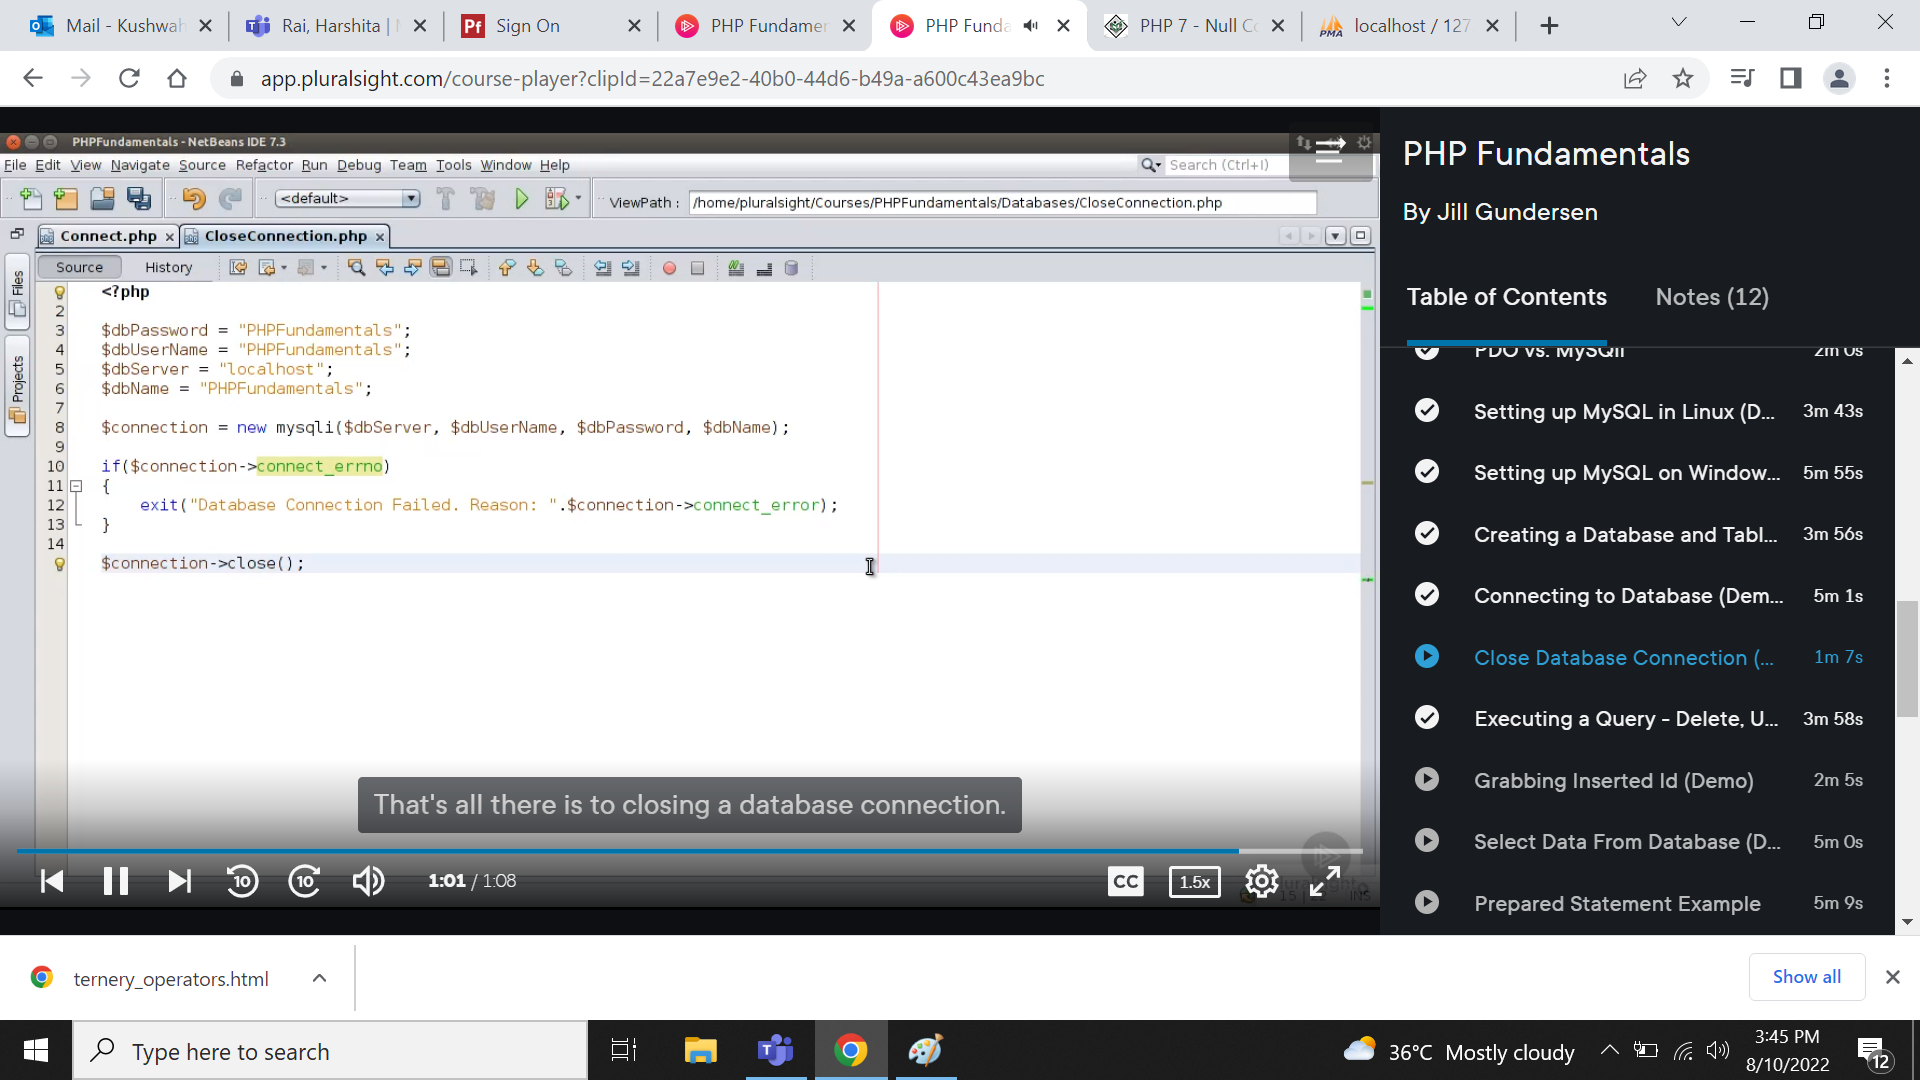 Mail - Kushwah
Rai, Harshita |
Sign On
PHP Fundamen
PHP Funda
PHP 7 - Null Co
localhost / 127
app.pluralsight.com/course-player?clipId=22a7e9e2-40b0-44d6-b49a-a600c43ea9bc
PHPFundamentals - NetBeans IDE 7.3
File Edit View Navigate Source Refactor Run Debug Team Tools Window Help
Search (Ctrl+I)
<default>
ViewPath : /home/pluralsight/Courses/PHPFundamentals/Databases/CloseConnection.php
Connect.php
CloseConnection.php
Source
History
Files
Projects
<?php
2
3 $dbPassword = "PHPFundamentals";
4 $dbUserName = "PHPFundamentals";
5 $dbServer = "localhost";
6 $dbName = "PHPFundamentals";
7
8 $connection = new mysqli($dbServer, $dbUserName, $dbPassword, $dbName);
9
10 if($connection->connect_errno)
11 {
12 exit("Database Connection Failed. Reason: ".$connection->connect_error);
13 }
14
$connection->close();
That's all there is to closing a database connection.
10
10
1:01 / 1:08
CC
1.5x
INS
PHP Fundamentals
By Jill Gundersen
Table of Contents
Notes (12)
PDO vs. MySQli 2m 0s
Setting up MySQL in Linux (D... 3m 43s
Setting up MySQL on Window... 5m 55s
Creating a Database and Tabl... 3m 56s
Connecting to Database (Dem... 5m 1s
Close Database Connection (... 1m 7s
Executing a Query - Delete, U... 3m 58s
Grabbing Inserted Id (Demo) 2m 5s
Select Data From Database (D... 5m 0s
Prepared Statement Example 5m 9s
ternery_operators.html
Show all
Type here to search
36°C Mostly cloudy
3:45 PM
8/10/2022
12